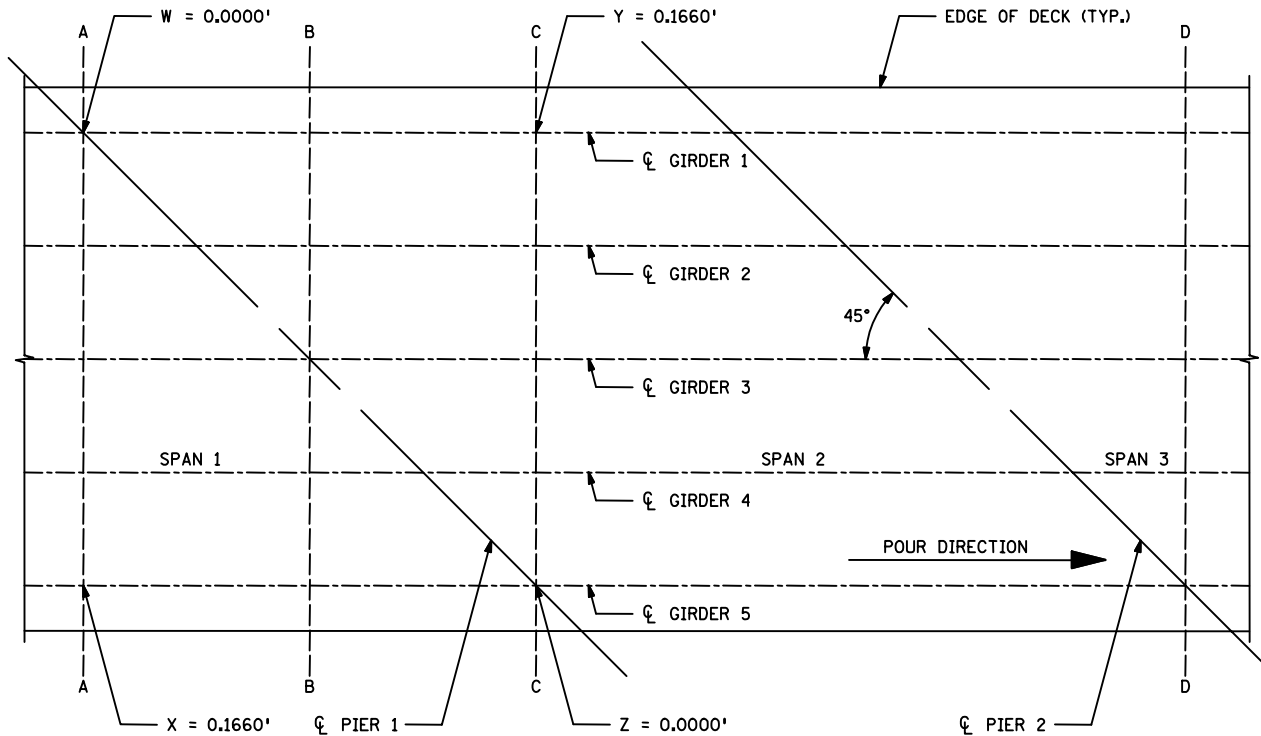 W = 0.0000'
Y = 0.1660'
EDGE OF DECK (TYP.)
A
B
C
D
℄ GIRDER 1
℄ GIRDER 2
45°
℄ GIRDER 3
SPAN 1
SPAN 2
SPAN 3
℄ GIRDER 4
POUR DIRECTION
℄ GIRDER 5
A
B
C
D
X = 0.1660'
℄ PIER 1
Z = 0.0000'
℄ PIER 2